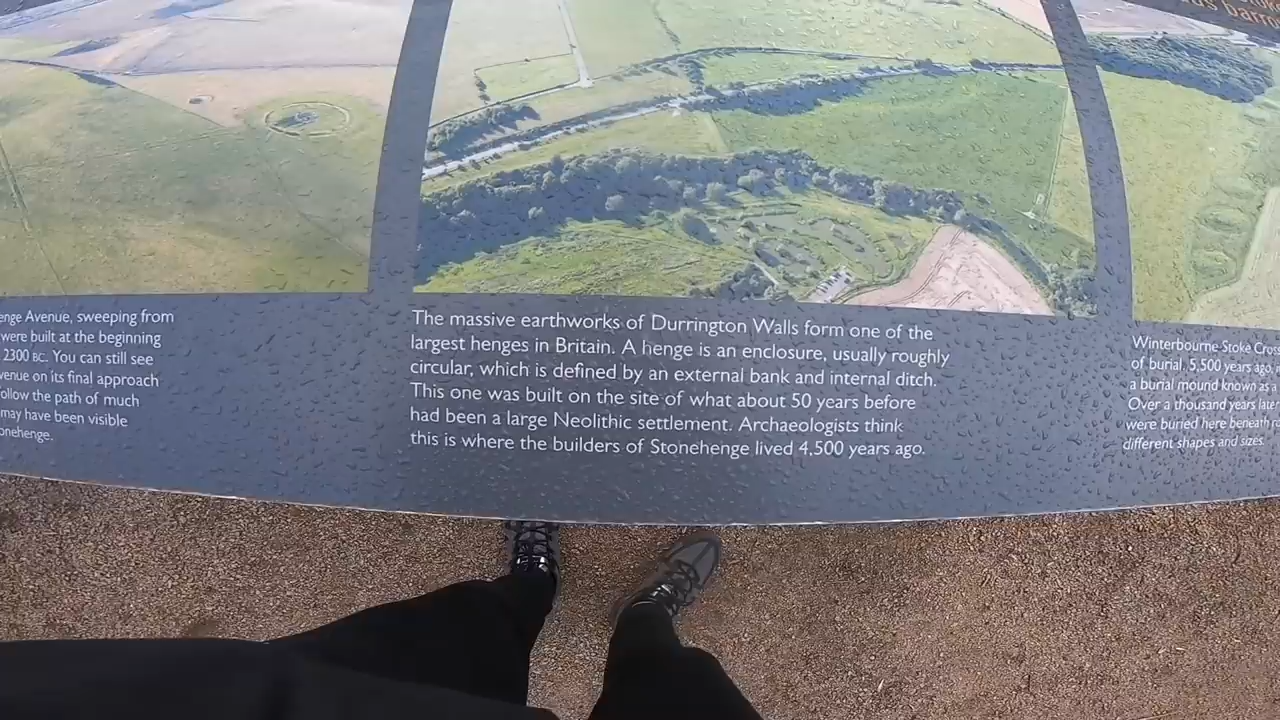 barro
enge Avenue, sweeping from
were built at the beginning
2300 BC. You can still see
venue on its final approach
ollow the path of much
may have been visible
onehenge.
The massive earthworks of Durrington Walls form one of the
largest henges in Britain. A henge is an enclosure, usually roughly
circular, which is defined by an external bank and internal ditch.
This one was built on the site of what about 50 years before
had been a large Neolithic settlement. Archaeologists think
this is where the builders of Stonehenge lived 4,500 years ago.
Winterbourne Stoke Cross
of burial. 5,500 years ago,
a burial mound known as a
Over a thousand years later
were buried here beneath
different shapes and sizes.